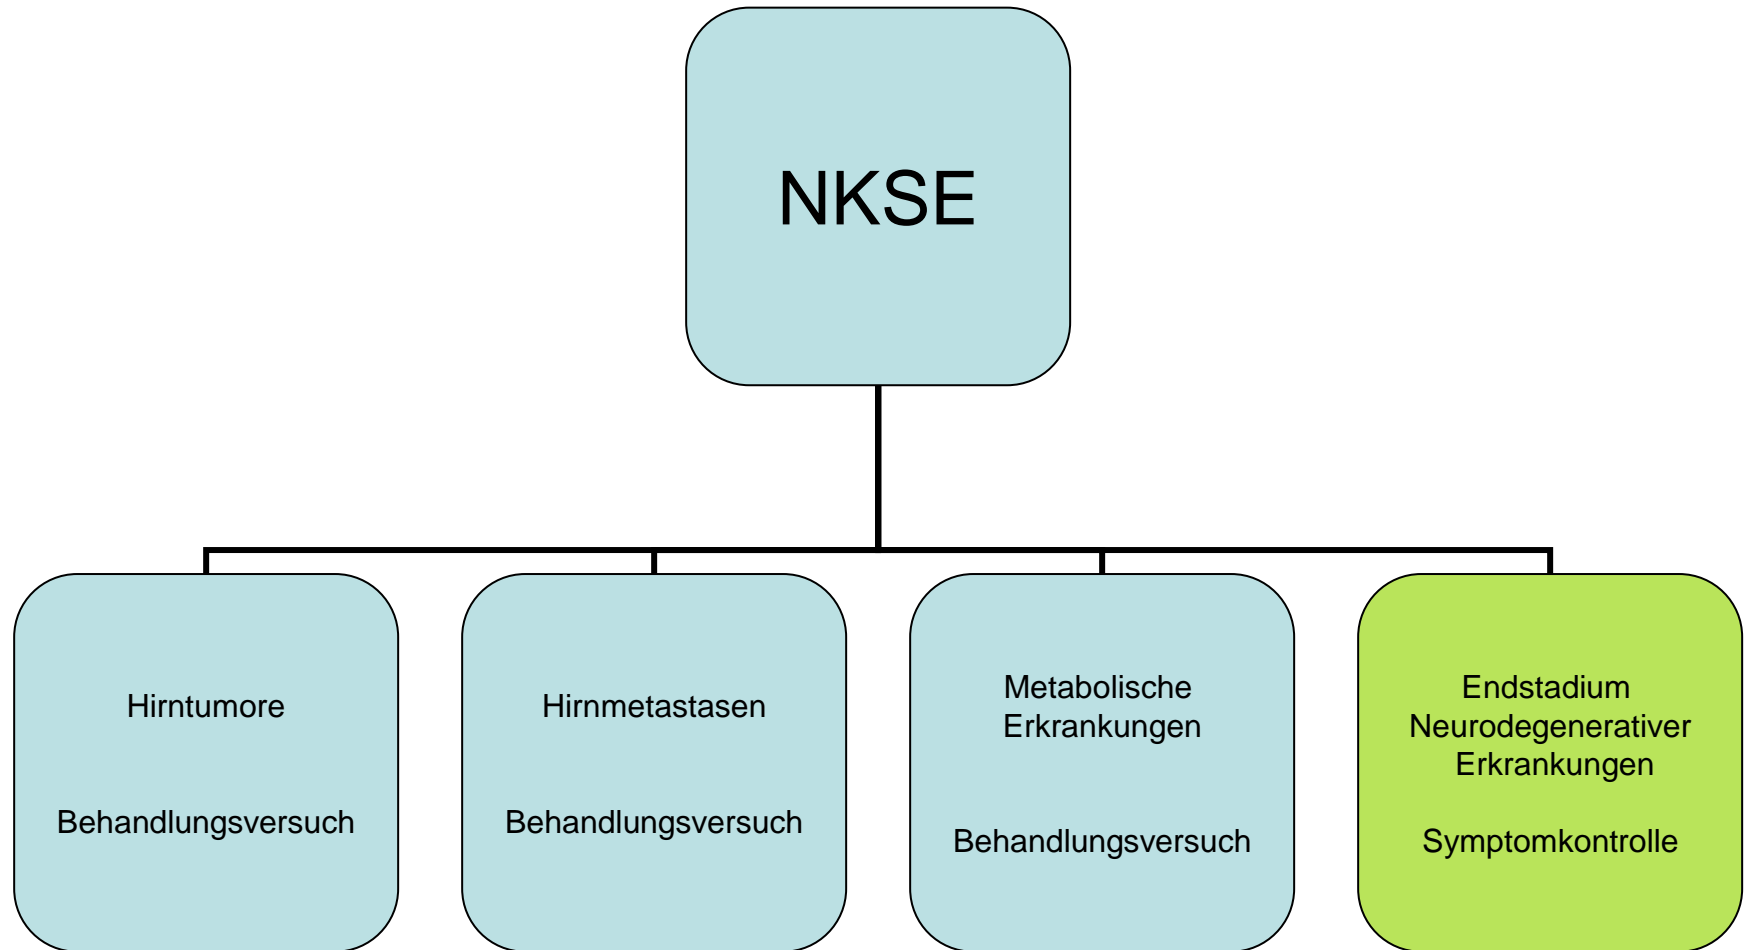 NKSE
Hirntumore
Behandlungsversuch
Hirnmetastasen
Behandlungsversuch
Metabolische
Erkrankungen
Behandlungsversuch
Endstadium
Neurodegenerativer
Erkrankungen
Symptomkontrolle